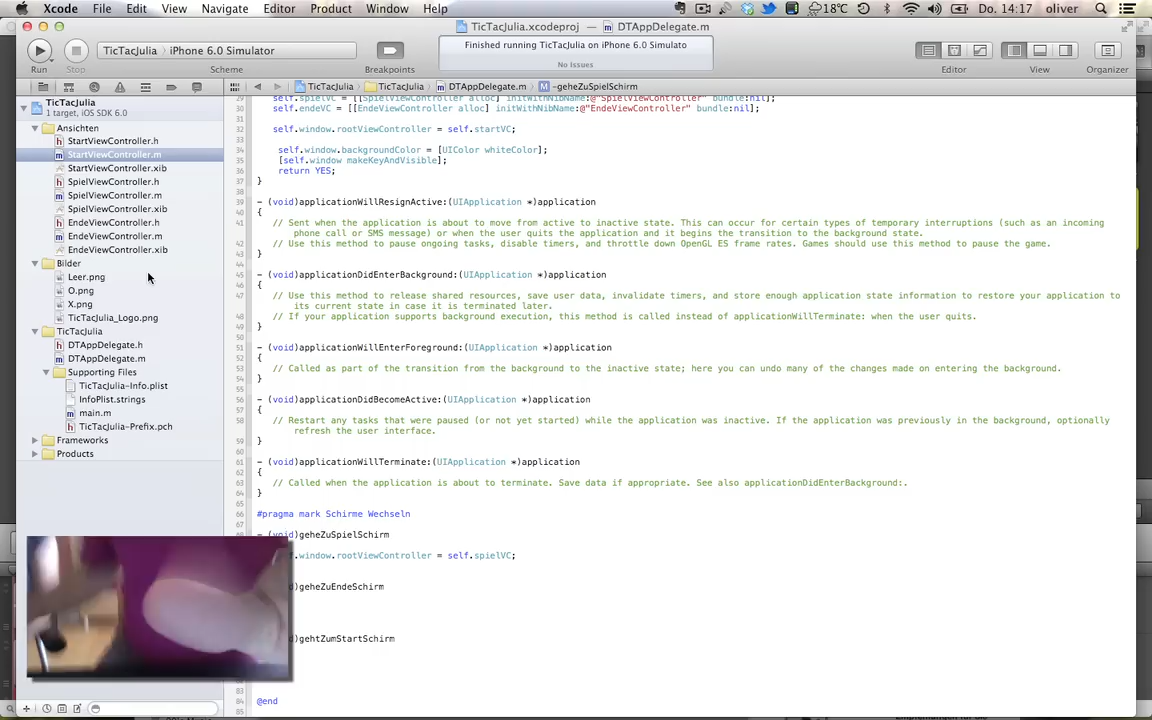 Xcode File Edit View Navigate Editor Product Window Help 18°C Do. 14:17 oliver
TicTacJulia.xcodeproj — DTAppDelegate.m
TicTacJulia iPhone 6.0 Simulator
Finished running TicTacJulia on iPhone 6.0 Simulato
No Issues
Run Stop Scheme Breakpoints Editor View Organizer
TicTacJulia TicTacJulia DTAppDelegate.m -geheZuSpielSchirm
TicTacJulia
1 target, iOS SDK 6.0
Ansichten
StartViewController.h
StartViewController.m
StartViewController.xib
SpielViewController.h
SpielViewController.m
SpielViewController.xib
EndeViewController.h
EndeViewController.m
EndeViewController.xib
Bilder
Leer.png
O.png
X.png
TicTacJulia_Logo.png
TicTacJulia
DTAppDelegate.h
DTAppDelegate.m
Supporting Files
TicTacJulia-Info.plist
InfoPlist.strings
main.m
TicTacJulia-Prefix.pch
Frameworks
Products
self.spielVC = [[SpielViewController alloc] initWithNibName:@"SpielViewController" bundle:nil];
self.endeVC = [[EndeViewController alloc] initWithNibName:@"EndeViewController" bundle:nil];
self.window.rootViewController = self.startVC;
self.window.backgroundColor = [UIColor whiteColor];
[self.window makeKeyAndVisible];
return YES;
}
- (void)applicationWillResignActive:(UIApplication *)application
{
// Sent when the application is about to move from active to inactive state. This can occur for certain types of temporary interruptions (such as an incoming
phone call or SMS message) or when the user quits the application and it begins the transition to the background state.
// Use this method to pause ongoing tasks, disable timers, and throttle down OpenGL ES frame rates. Games should use this method to pause the game.
}
- (void)applicationDidEnterBackground:(UIApplication *)application
{
// Use this method to release shared resources, save user data, invalidate timers, and store enough application state information to restore your application to
its current state in case it is terminated later.
// If your application supports background execution, this method is called instead of applicationWillTerminate: when the user quits.
}
- (void)applicationWillEnterForeground:(UIApplication *)application
{
// Called as part of the transition from the background to the inactive state; here you can undo many of the changes made on entering the background.
}
- (void)applicationDidBecomeActive:(UIApplication *)application
{
// Restart any tasks that were paused (or not yet started) while the application was inactive. If the application was previously in the background, optionally
refresh the user interface.
}
- (void)applicationWillTerminate:(UIApplication *)application
{
// Called when the application is about to terminate. Save data if appropriate. See also applicationDidEnterBackground:.
}
#pragma mark Schirme Wechseln
- (void)geheZuSpielSchirm
.window.rootViewController = self.spielVC;
)geheZuEndeSchirm
)gehtZumStartSchirm
@end